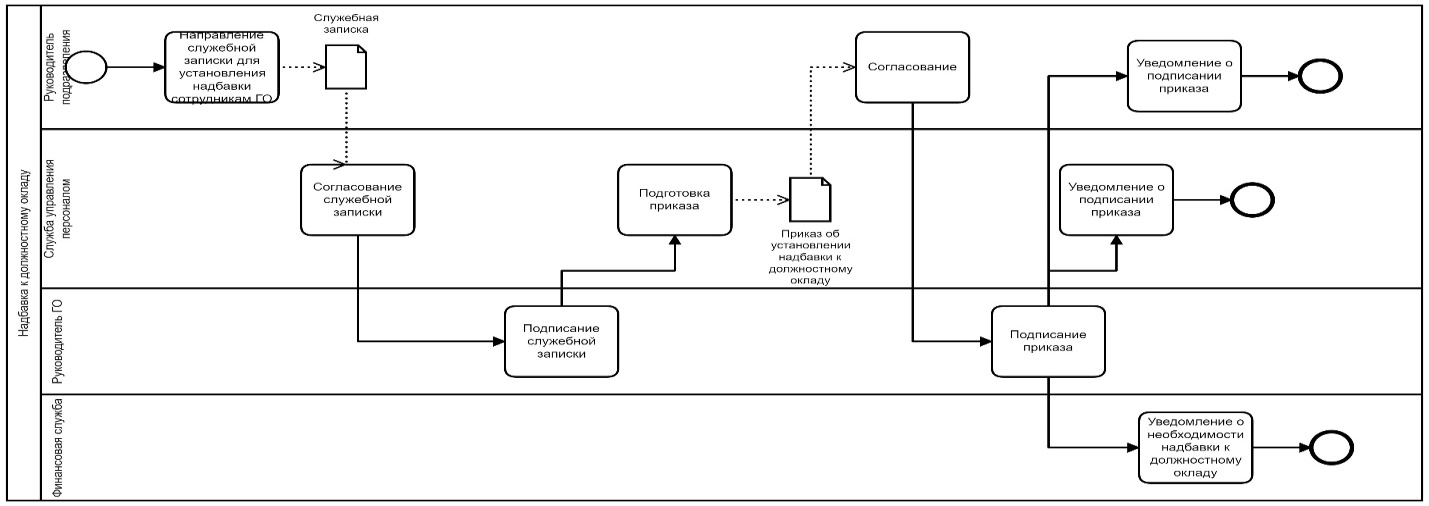 Надбавка к должностному окладу
Руководитель
подразделения
Направление
служебной
записки для
установления
надбавки
сотрудникам ГО
Служебная
записка
Согласование
Уведомление о
подписании
приказа
Служба управления
персоналом
Согласование
служебной
записки
Подготовка
приказа
Приказ об
установлении
надбавки к
должностному
окладу
Уведомление о
подписании
приказа
Руководитель ГО
Подписание
служебной
записки
Подписание
приказа
Финансовая служба
Уведомление о
необходимости
надбавки к
должностному
окладу